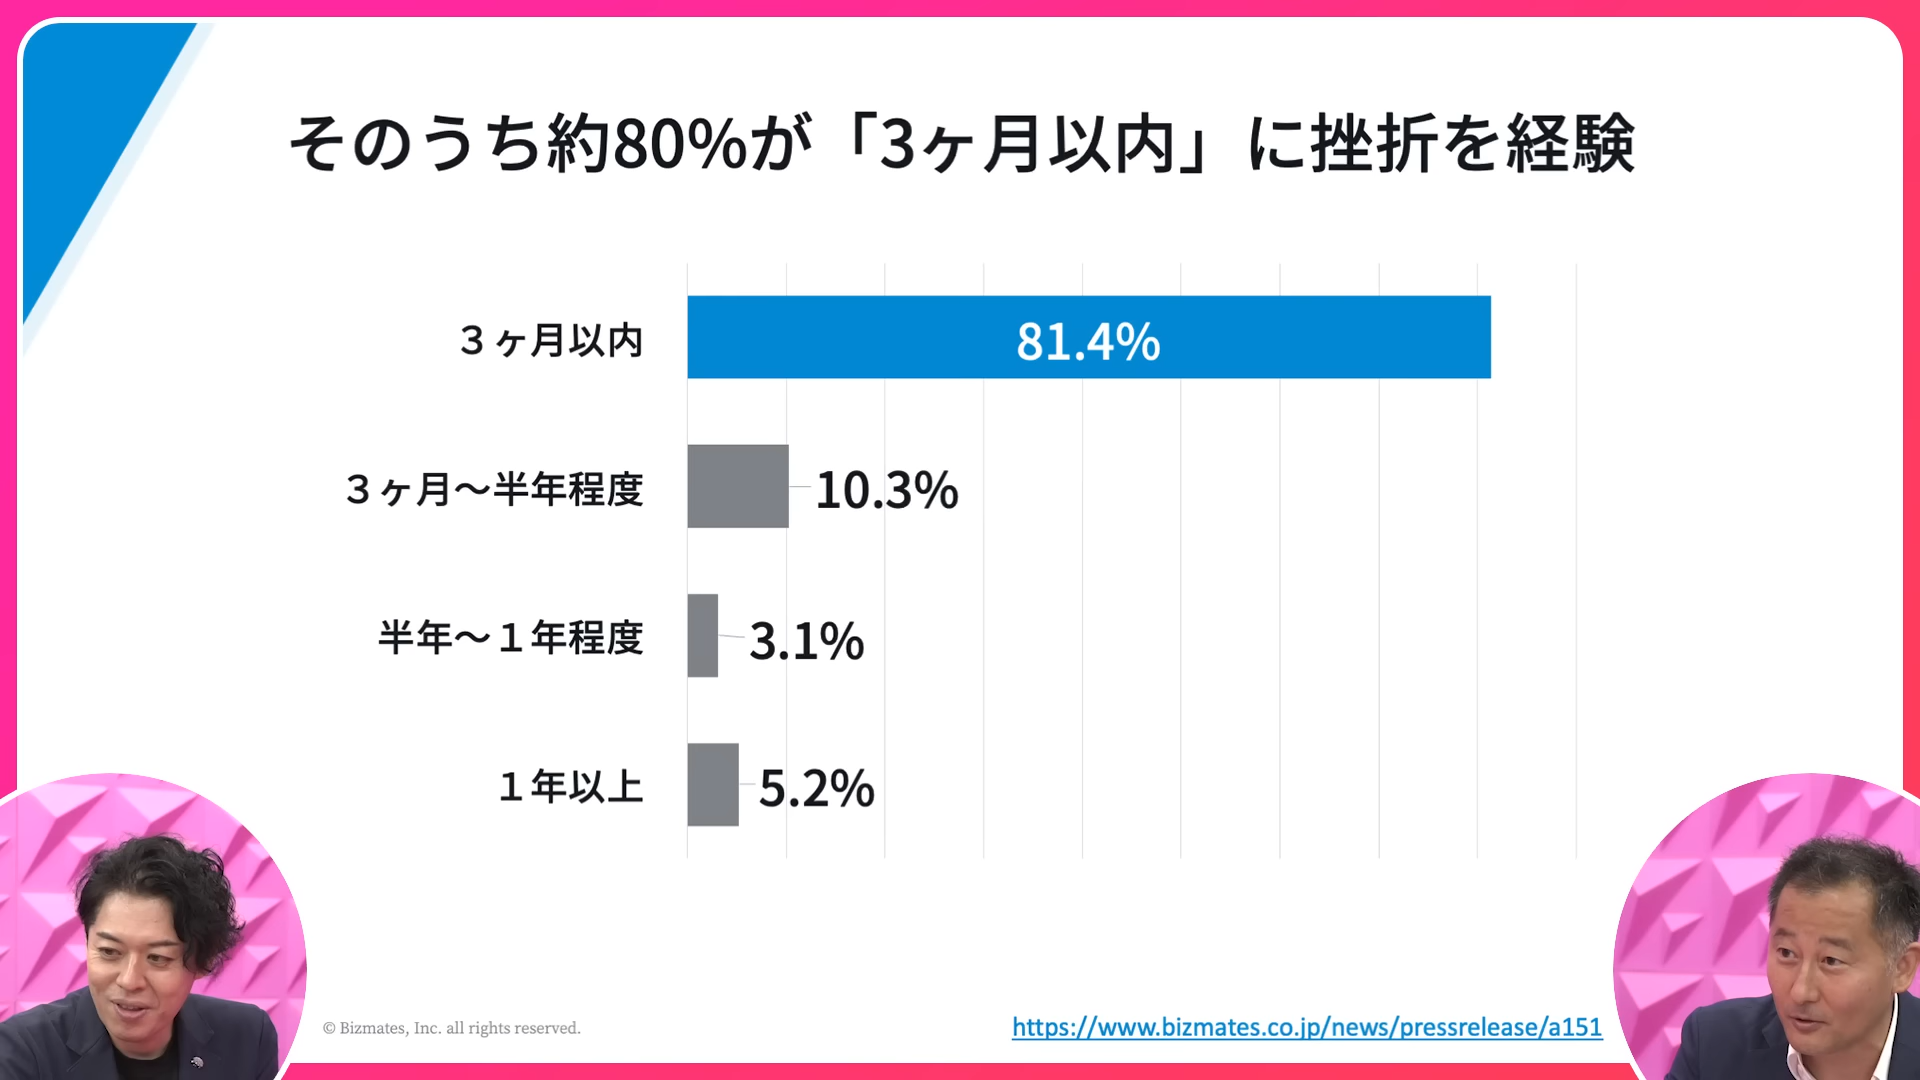 そのうち約80%が「3ヶ月以内」に挫折を経験
３ヶ月以内
81.4%
３ヶ月〜半年程度
10.3%
半年〜１年程度
3.1%
１年以上
5.2%
© Bizmates, Inc. all rights reserved.
https://www.bizmates.co.jp/news/pressrelease/a151